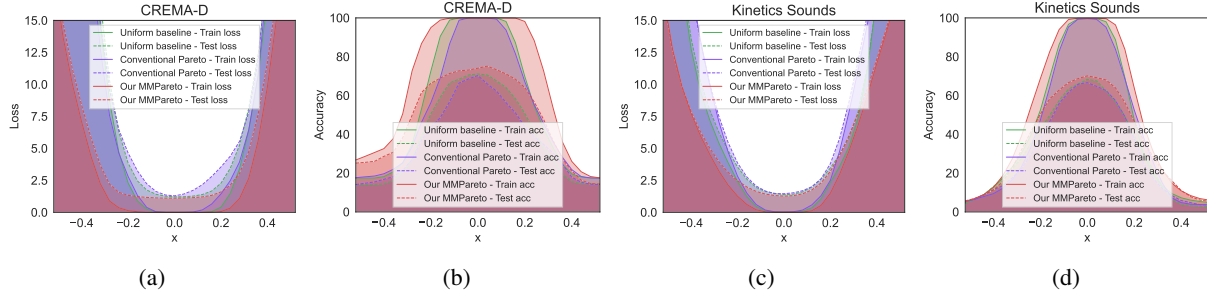 CREMA-D
15.0
12.5
10.0
7.5
5.0
2.5
0.0
Loss
Uniform baseline - Train loss
Uniform baseline - Test loss
Conventional Pareto - Train loss
Conventional Pareto - Test loss
Our MMPareto - Train loss
Our MMPareto - Test loss
−0.4
−0.2
0.0
0.2
0.4
x
(a)
CREMA-D
100
80
60
40
20
0
Accuracy
Uniform baseline - Train acc
Uniform baseline - Test acc
Conventional Pareto - Train acc
Conventional Pareto - Test acc
Our MMPareto - Train acc
Our MMPareto - Test acc
−0.4
−0.2
0.0
0.2
0.4
x
(b)
Kinetics Sounds
15.0
12.5
10.0
7.5
5.0
2.5
0.0
Loss
Uniform baseline - Train loss
Uniform baseline - Test loss
Conventional Pareto - Train loss
Conventional Pareto - Test loss
Our MMPareto - Train loss
Our MMPareto - Test loss
−0.4
−0.2
0.0
0.2
0.4
x
(c)
Kinetics Sounds
100
80
60
40
20
0
Accuracy
Uniform baseline - Train acc
Uniform baseline - Test acc
Conventional Pareto - Train acc
Conventional Pareto - Test acc
Our MMPareto - Train acc
Our MMPareto - Test acc
−0.4
−0.2
0.0
0.2
0.4
x
(d)